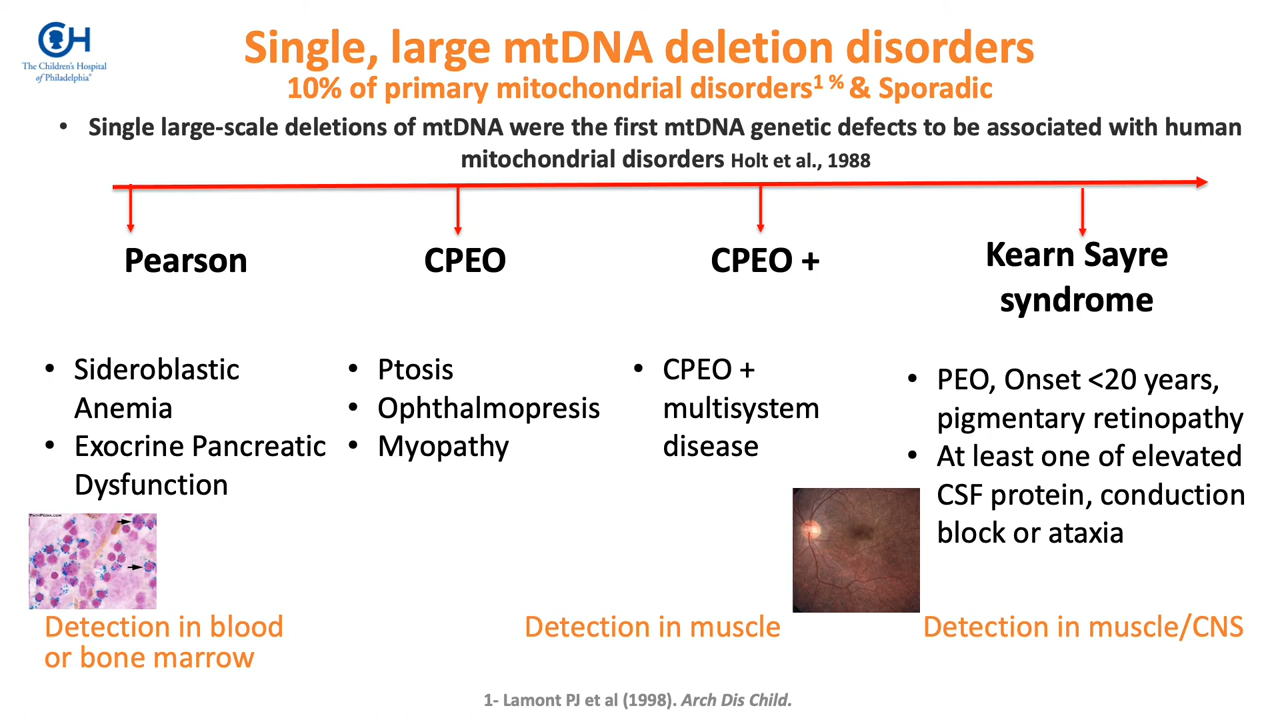 The Children's Hospital
of Philadelphia®
Single, large mtDNA deletion disorders
10% of primary mitochondrial disorders1 % & Sporadic
• Single large-scale deletions of mtDNA were the first mtDNA genetic defects to be associated with human
mitochondrial disorders Holt et al., 1988
Pearson
CPEO
CPEO +
Kearn Sayre
syndrome
• Sideroblastic
Anemia
• Exocrine Pancreatic
Dysfunction
• Ptosis
• Ophthalmopresis
• Myopathy
• CPEO +
multisystem
disease
• PEO, Onset <20 years,
pigmentary retinopathy
• At least one of elevated
CSF protein, conduction
block or ataxia
Detection in blood
or bone marrow
Detection in muscle
Detection in muscle/CNS
1- Lamont PJ et al (1998). Arch Dis Child.